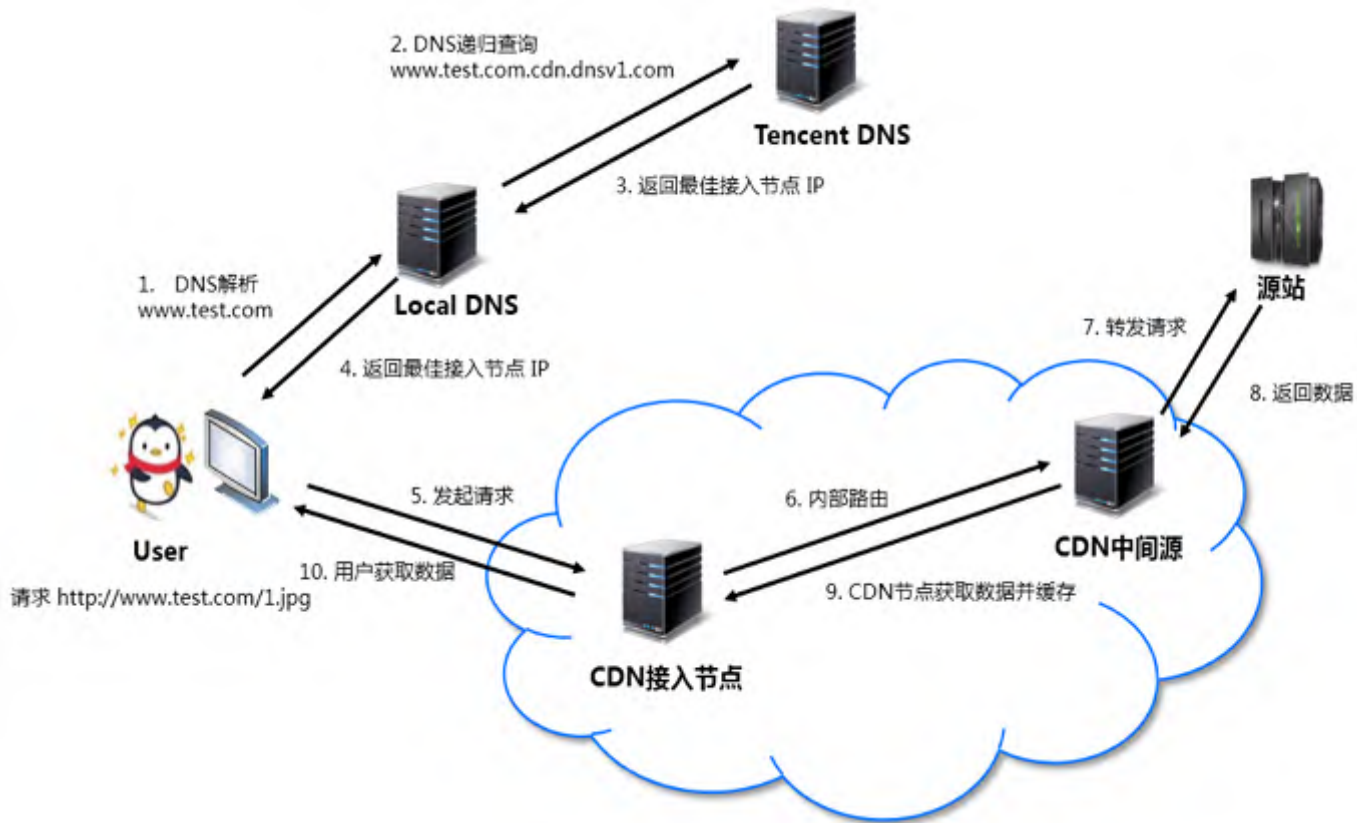 2. DNS递归查询
www.test.com.cdn.dnsv1.com
Tencent DNS
3. 返回最佳接入节点 IP
1. DNS解析
www.test.com
Local DNS
源站
7. 转发请求
4. 返回最佳接入节点 IP
8. 返回数据
5. 发起请求
6. 内部路由
User
CDN中间源
10. 用户获取数据
9. CDN节点获取数据并缓存
请求 http://www.test.com/1.jpg
CDN接入节点